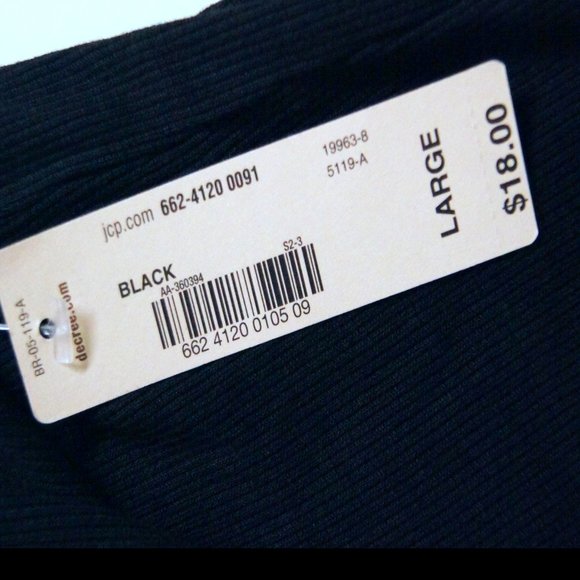 19963-8
5119-A
jcp.com 662-4120 0091
LARGE
$18.00
BLACK
AA-360394
S2-3
662 4120 0105 09
BR-05-119-A
decree.com